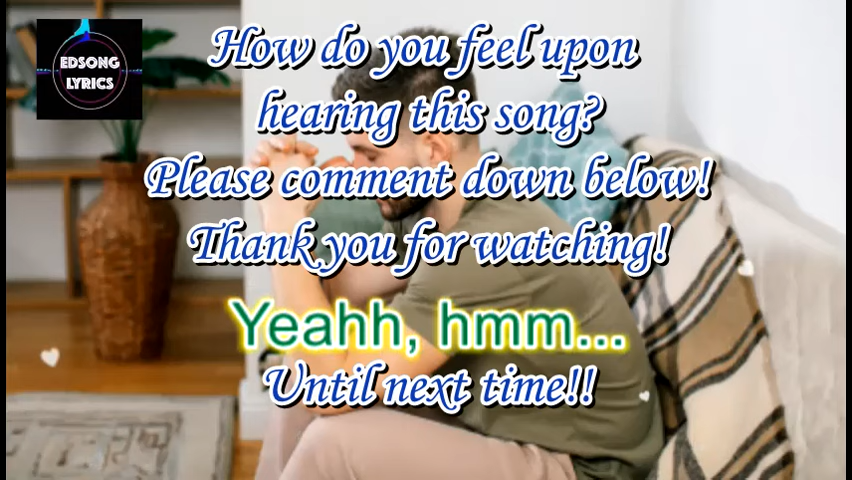 EDSONG
LYRICS
How do you feel upon
hearing this song?
Please comment down below!
Thank you for watching!
Yeahh, hmm...
Until next time!!